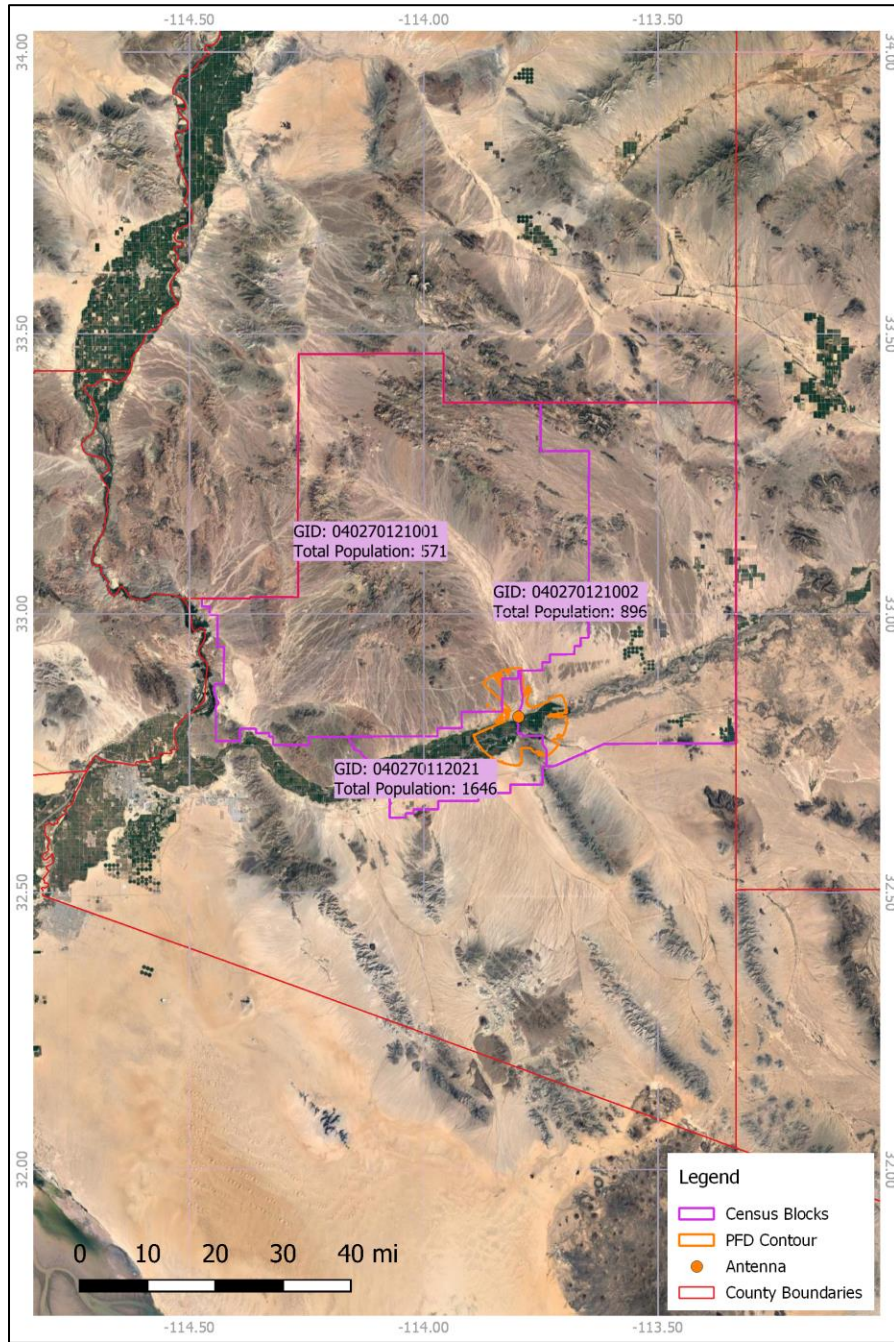 -114.50
-114.00
-113.50
34.00
34.00
33.50
33.50
GID: 040270121001
Total Population: 571
GID: 040270121002
Total Population: 896
33.00
33.00
GID: 040270112021
Total Population: 1646
32.50
32.50
32.00
32.00
Legend
Census Blocks
PFD Contour
Antenna
County Boundaries
0 10 20 30 40 mi
-114.50
-114.00
-113.50